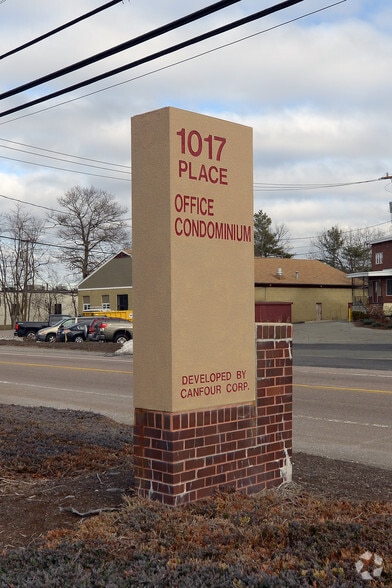 1017
PLACE
OFFICE
CONDOMINIUM
DEVELOPED BY
CANFOUR CORP.